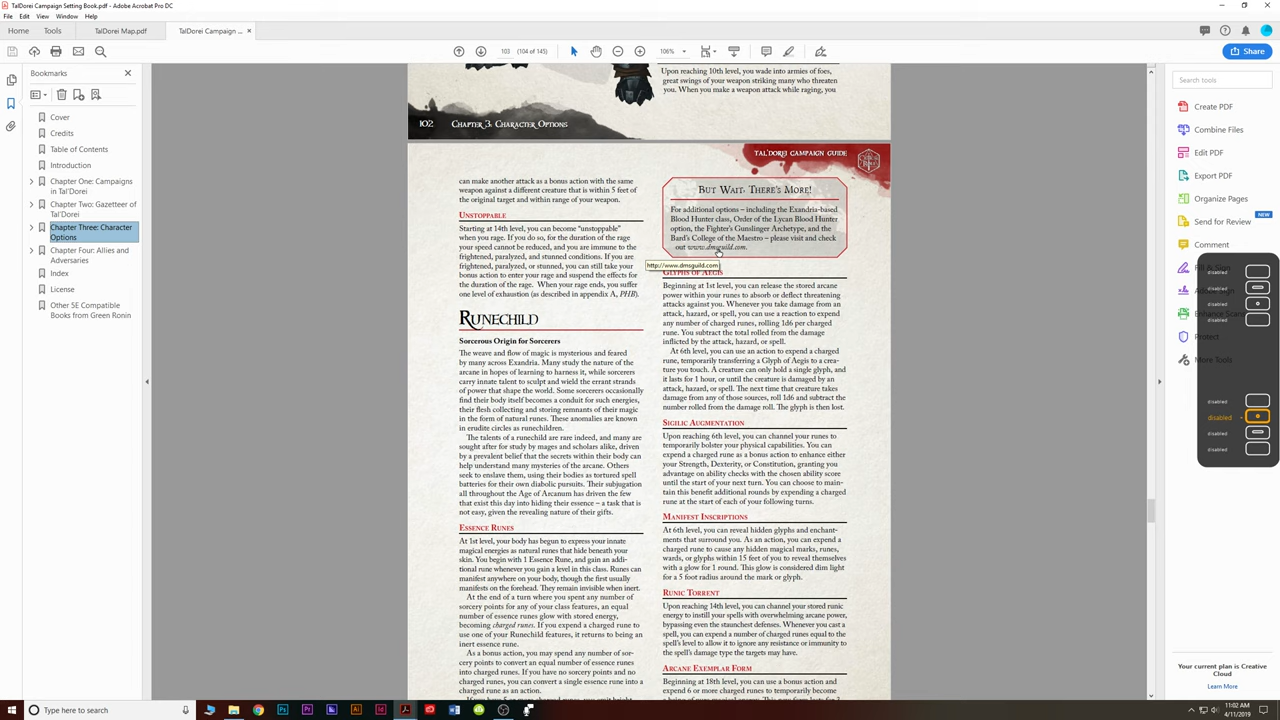 TalDorei Campaign Setting Book.pdf - Adobe Acrobat Pro DC
File Edit View Window Help
Home Tools TalDorei Map.pdf TalDorei Campaign ... ×
103 (104 of 145) 106% Share
Bookmarks
Cover
Credits
Table of Contents
Introduction
Chapter One: Campaigns
in Tal'Dorei
Chapter Two: Gazetteer of
Tal'Dorei
Chapter Three: Character
Options
Chapter Four: Allies and
Adversaries
Index
License
Other 5E Compatible
Books from Green Ronin
Upon reaching 10th level, you wade into armies of foes,
great swings of your weapon striking many who threaten
you. When you make a weapon attack while raging, you
102 Chapter 3: Character Options
Tal'Dorei Campaign Guide
can make another attack as a bonus action with the same
weapon against a different creature that is within 5 feet of
the original target and within range of your weapon.
Unstoppable
Starting at 14th level, you can become "unstoppable"
when you rage. If you do so, for the duration of the rage
your speed cannot be reduced, and you are immune to the
frightened, paralyzed, and stunned conditions. If you are
frightened, paralyzed, or stunned, you can still take your
bonus action to enter your rage and suspend the effects for
the duration of the rage. When your rage ends, you suffer
one level of exhaustion (as described in appendix A, PHB).
Runechild
Sorcerous Origin for Sorcerers
The weave and flow of magic is mysterious and feared
by many across Exandria. Many study the nature of the
arcane in hopes of learning to harness it, while sorcerers
carry innate talent to sculpt and wield the errant strands
of power that shape the world. Some sorcerers occasionally
find their body itself becomes a conduit for such energies,
their flesh collecting and storing remnants of their magic
in the form of natural runes. These anomalies are known
in erudite circles as runechildren.
The talents of a runechild are rare indeed, and many are
sought after for study by mages and scholars alike, driven
by a prevalent belief that the secrets within their body can
help understand many mysteries of the arcane. Others
seek to enslave them, using their bodies as tortured spell
batteries for their own diabolic pursuits. Their subjugation
all throughout the Age of Arcanum has driven the few
that exist this day into hiding their essence – a task that is
not easy, given the revealing nature of their gifts.
Essence Runes
At 1st level, your body has begun to express your innate
magical energies as natural runes that hide beneath your
skin. You begin with 1 Essence Rune, and gain an addi-
tional rune whenever you gain a level in this class. Runes can
manifest anywhere on your body, though the first usually
manifests on the forehead. They remain invisible when inert.
At the end of a turn where you spent any number of
sorcery points for any of your class features, an equal
number of essence runes glow with stored energy,
becoming charged runes. If you expend a charged rune to
use one of your Runechild features, it returns to being an
inert essence rune.
As a bonus action, you may spend any number of sor-
cery points to convert an equal number of essence runes
into charged runes. If you have no sorcery points and no
charged runes, you can convert a single essence rune into a
charged rune as an action.
But Wait, There's More!
For additional options – including the Exandria-based
Blood Hunter class, Order of the Lycan Blood Hunter
option, the Fighter's Gunslinger Archetype, and the
Bard's College of the Maestro – please visit and check
out www.dmsguild.com.
http://www.dmsguild.com
Glyphs of Aegis
Beginning at 1st level, you can release the stored arcane
power within your runes to absorb or deflect threatening
attacks against you. Whenever you take damage from an
attack, hazard, or spell, you can use a reaction to expend
any number of charged runes, rolling 1d6 per charged
rune. You subtract the total rolled from the damage
inflicted by the attack, hazard, or spell.
At 6th level, you can use an action to expend a charged
rune, temporarily transferring a Glyph of Aegis to a crea-
ture you touch. A creature can only hold a single glyph, and
it lasts for 1 hour, or until the creature is damaged by an
attack, hazard, or spell. The next time that creature takes
damage from any of those sources, roll 1d6 and subtract the
number rolled from the damage roll. The glyph is then lost.
Sigilic Augmentation
Upon reaching 6th level, you can channel your runes to
temporarily bolster your physical capabilities. You can
expend a charged rune as a bonus action to enhance either
your Strength, Dexterity, or Constitution, granting you
advantage on ability checks with the chosen ability score
until the start of your next turn. You can choose to main-
tain this benefit additional rounds by expending a charged
rune at the start of each of your following turns.
Manifest Inscriptions
At 6th level, you can reveal hidden glyphs and enchant-
ments that surround you. As an action, you can expend a
charged rune to cause any hidden magical marks, runes,
wards, or glyphs within 15 feet of you to reveal themselves
with a glow for 1 round. This glow is considered dim light
for a 5 foot radius around the mark or glyph.
Runic Torrent
Upon reaching 14th level, you can channel your stored runic
energy to instill your spells with overwhelming arcane power,
bypassing even the staunchest defenses. Whenever you cast a
spell, you can expend a number of charged runes equal to the
spell's level to allow it to ignore any resistance or immunity to
the spell's damage type the targets may have.
Arcane Exemplar Form
Beginning at 18th level, you can use a bonus action and
expend 6 or more charged runes to temporarily become
Search tools
Create PDF
Combine Files
Edit PDF
Export PDF
Organize Pages
Send for Review NEW
Comment
Protect
More Tools
disabled
disabled
disabled
disabled
disabled
disabled
disabled
disabled
Your current plan is Creative
Cloud
Learn More
Type here to search
11:02 AM
4/11/2019